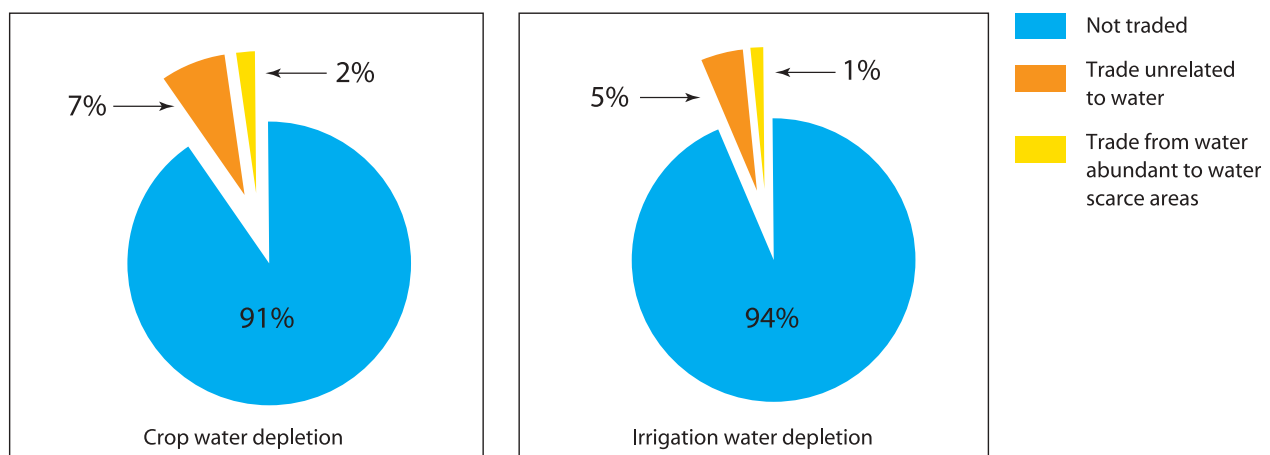 7%
2%
91%
Crop water depletion
5%
1%
94%
Irrigation water depletion
Not traded
Trade unrelated
to water
Trade from water
abundant to water
scarce areas